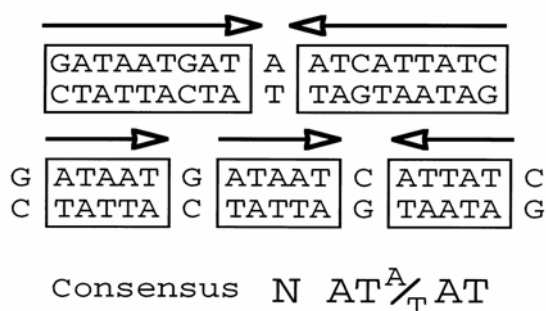 GATAATGAT A ATCATTATC
CTATTACTA T TAGTAATAG
G ATAAT G ATAAT C ATTAT C
C TATTA C TATTA G TAATA G
Consensus N AT A/T AT